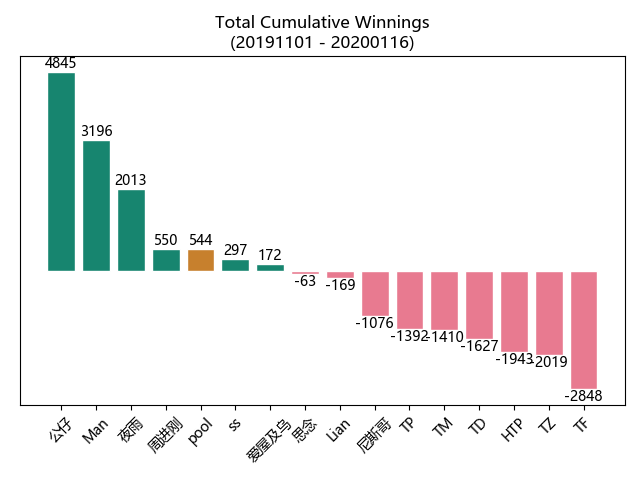 Total Cumulative Winnings
(20191101 - 20200116)
4845
3196
2013
550
544
297
172
-63
-169
-1076
-1392
-1410
-1627
-1943
-2019
-2848
公仔
Man
夜雨
周进刚
pool
ss
爱屋及乌
思念
Lian
尼斯哥
TP
TM
TD
HTP
TZ
TF